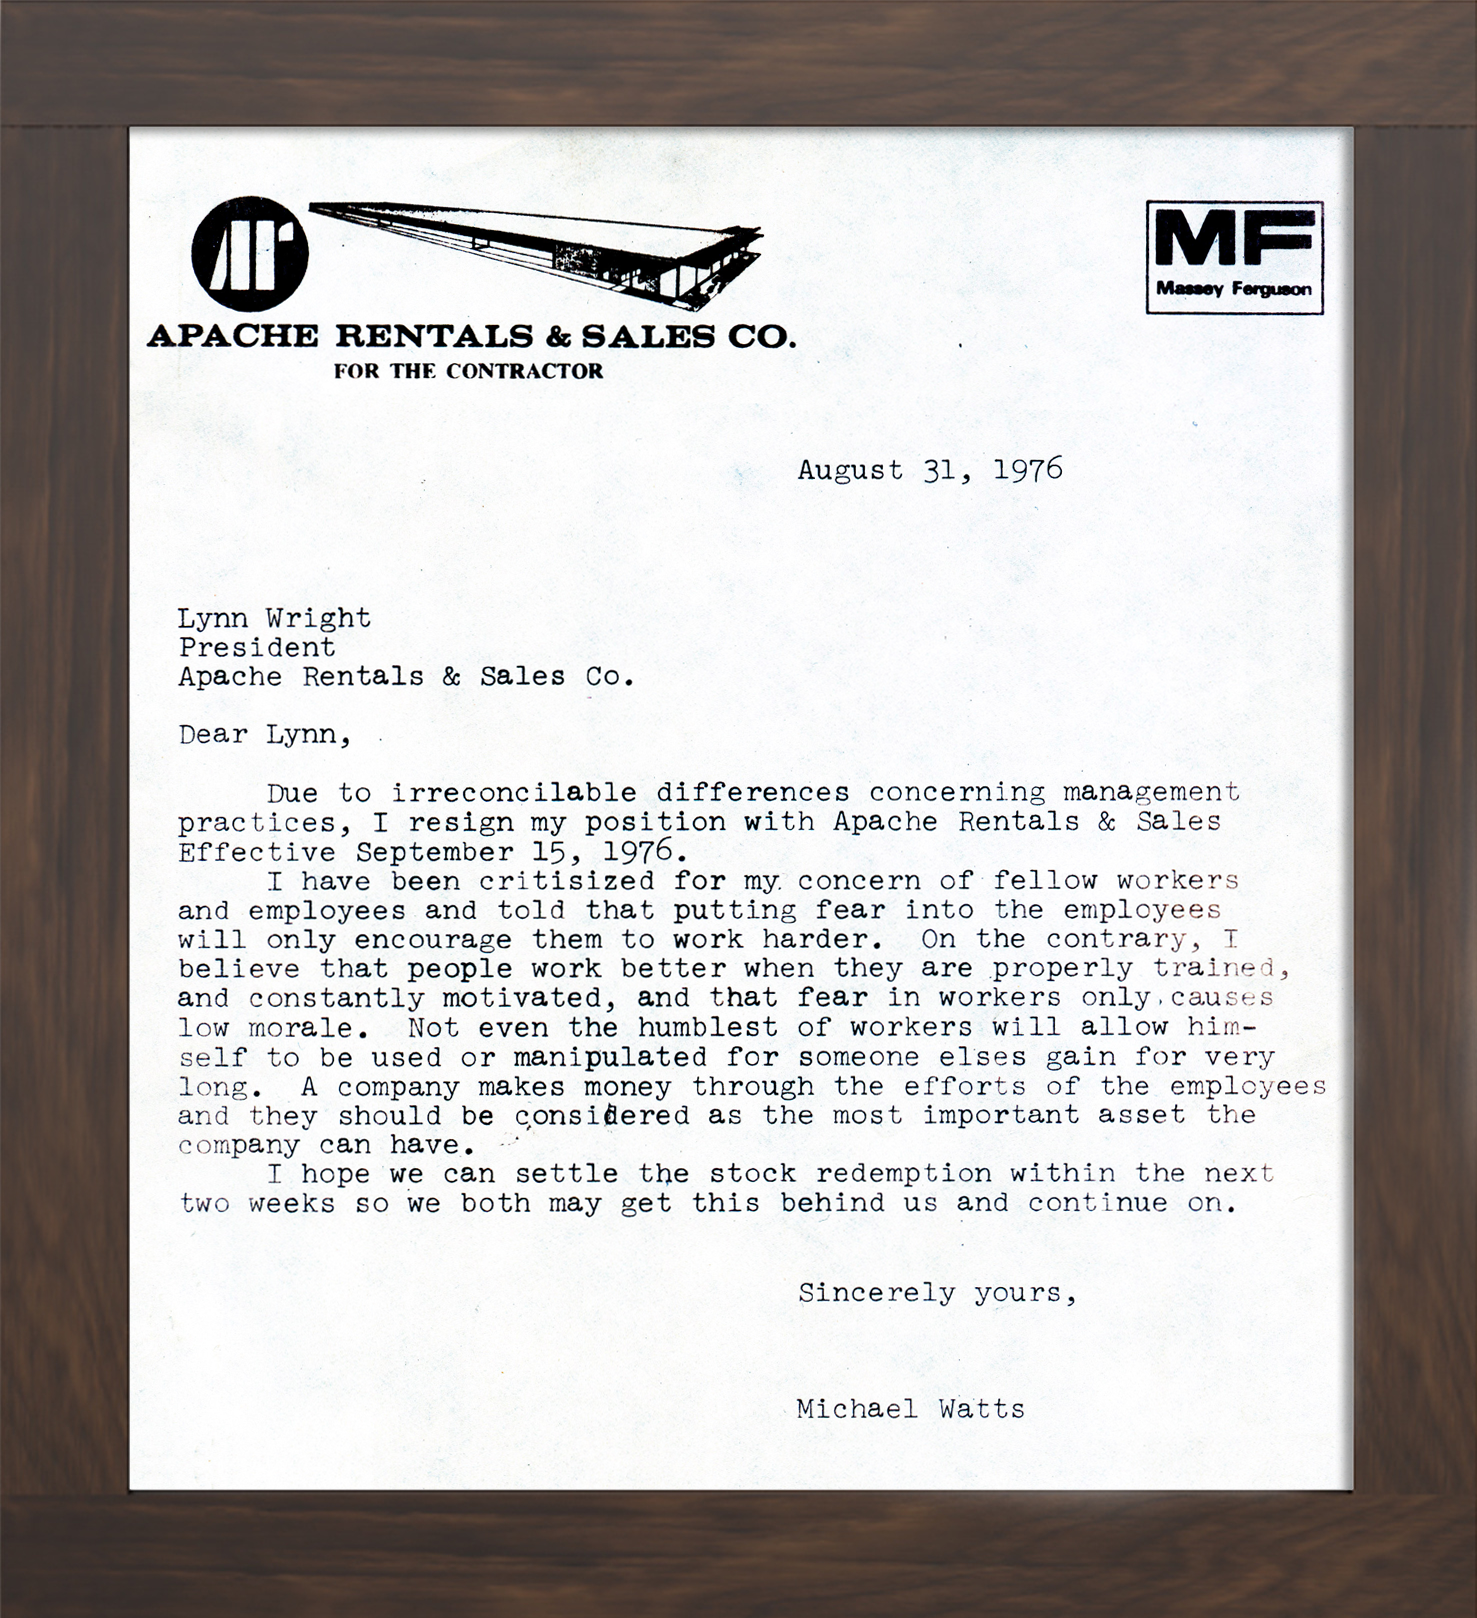 APACHE RENTALS & SALES CO.
FOR THE CONTRACTOR
MF
Massey Ferguson
August 31, 1976
Lynn Wright
President
Apache Rentals & Sales Co.
Dear Lynn,
Due to irreconcilable differences concerning management
practices, I resign my position with Apache Rentals & Sales
Effective September 15, 1976.
I have been critisized for my concern of fellow workers
and employees and told that putting fear into the employees
will only encourage them to work harder. On the contrary, I
believe that people work better when they are properly trained,
and constantly motivated, and that fear in workers only causes
low morale. Not even the humblest of workers will allow him-
self to be used or manipulated for someone elses gain for very
long. A company makes money through the efforts of the employees
and they should be considered as the most important asset the
company can have.
I hope we can settle the stock redemption within the next
two weeks so we both may get this behind us and continue on.
Sincerely yours,
Michael Watts